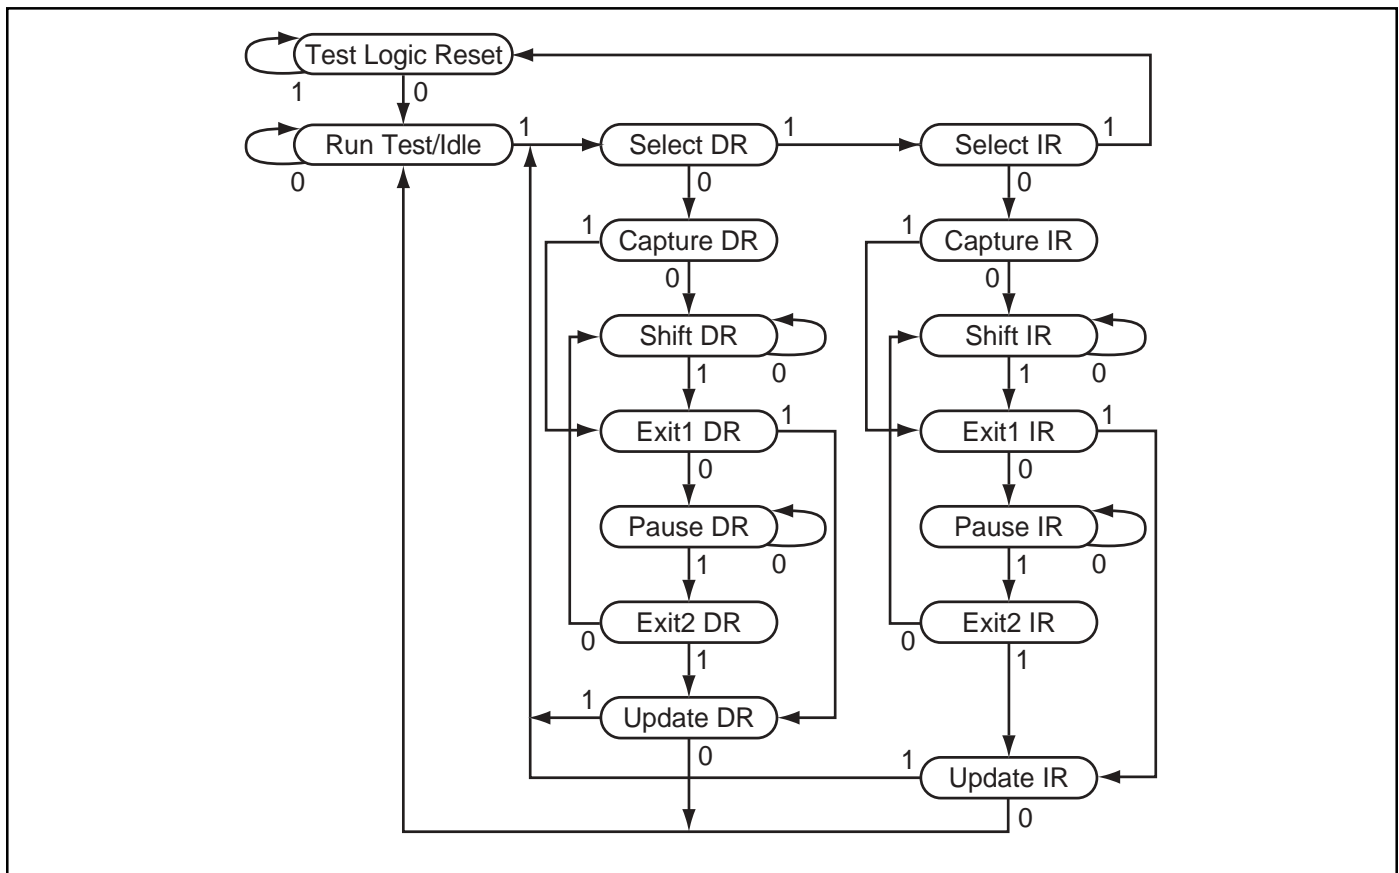 Test Logic Reset
1 0
Run Test/Idle 1 Select DR 1 Select IR 1
0 0 0
1 Capture DR 1 Capture IR
0 0
Shift DR Shift IR
1 0 1 0
Exit1 DR 1 Exit1 IR 1
0 0
Pause DR Pause IR
1 0 1 0
Exit2 DR Exit2 IR
0 1 0 1
1 Update DR
0 1 Update IR
0